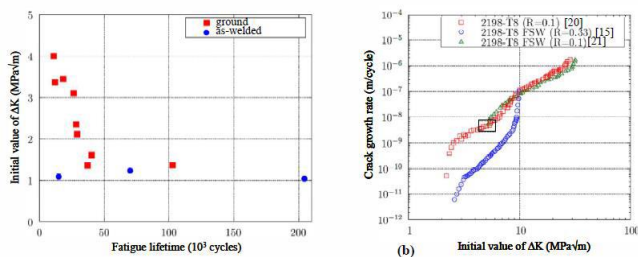 ground
as-welded
Initial value of ΔK (MPa√m)
5
4
3
2
1
0
0
50
100
150
200
Fatigue lifetime (10³ cycles)
2198-T8 (R=0.1) [20]
2198-T8 FSW (R=0.33) [15]
2198-T8 FSW (R=0.1)[21]
Crack growth rate (m/cycle)
10⁻⁴
10⁻⁵
10⁻⁶
10⁻⁷
10⁻⁸
10⁻⁹
10⁻¹⁰
10⁻¹¹
10⁻¹²
1
10
100
(b)
Initial value of ΔK (MPa√m)